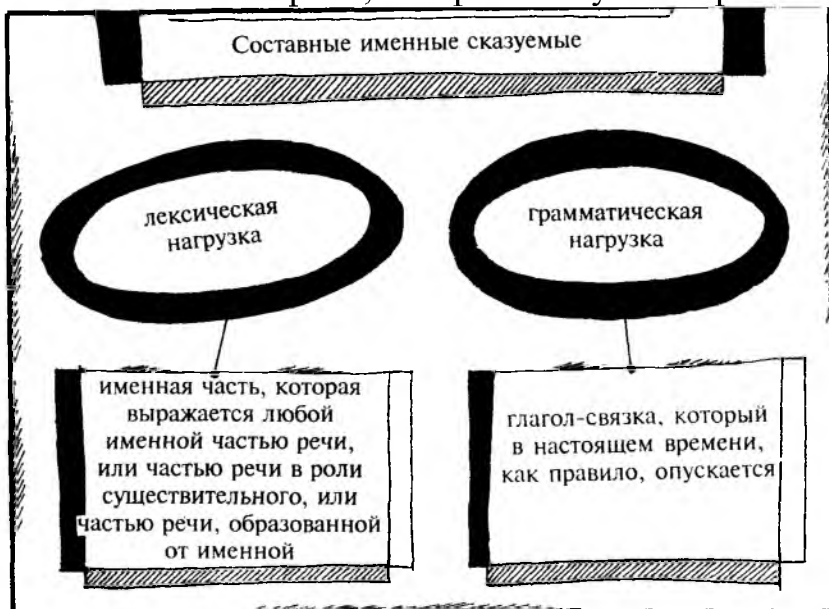 Составные именные сказуемые
лексическая
нагрузка
грамматическая
нагрузка
именная часть, которая
выражается любой
именной частью речи,
или частью речи в роли
существительного, или
частью речи, образованной
от именной
глагол-связка, который
в настоящем времени,
как правило, опускается